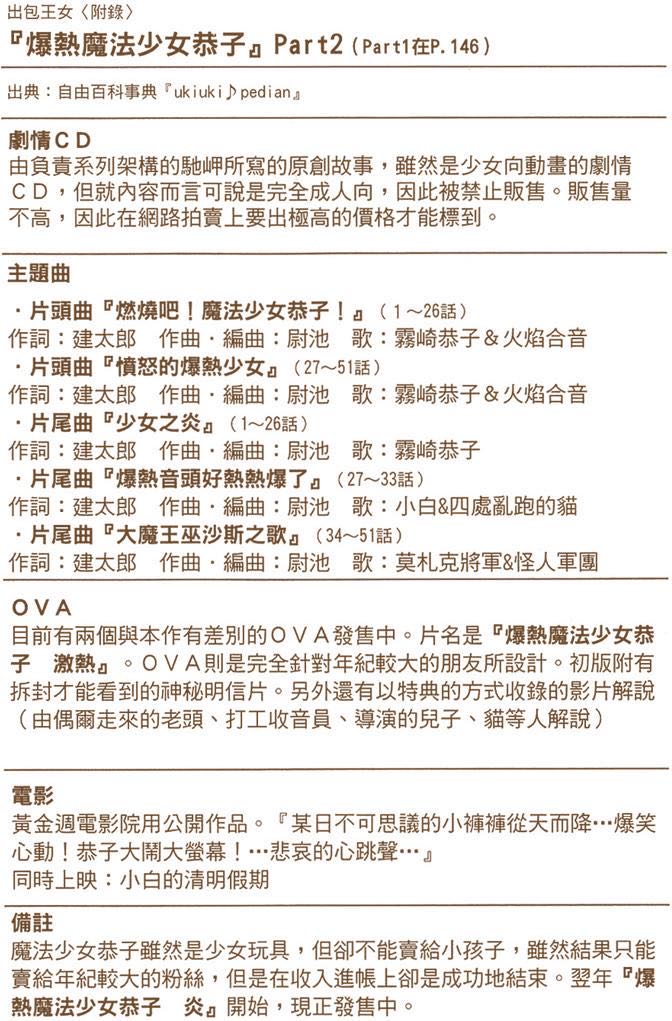 出包王女〈附錄〉
『爆熱魔法少女恭子』Part2(Part1在P.146)
出典：自由百科事典『ukiuki♪pedian』
劇情ＣＤ
由負責系列架構的馳岬所寫的原創故事，雖然是少女向動畫的劇情
ＣＤ，但就內容而言可說是完全成人向，因此被禁止販售。販售量
不高，因此在網路拍賣上要出極高的價格才能標到。
主題曲
・片頭曲『燃燒吧！魔法少女恭子！』（1～26話）
作詞：建太郎　作曲・編曲：尉池　歌：霧崎恭子＆火焰合音
・片頭曲『憤怒的爆熱少女』（27～51話）
作詞：建太郎　作曲・編曲：尉池　歌：霧崎恭子＆火焰合音
・片尾曲『少女之炎』（1～26話）
作詞：建太郎　作曲・編曲：尉池　歌：霧崎恭子
・片尾曲『爆熱音頭好熱熱爆了』（27～33話）
作詞：建太郎　作曲・編曲：尉池　歌：小白&四處亂跑的貓
・片尾曲『大魔王巫沙斯之歌』（34～51話）
作詞：建太郎　作曲・編曲：尉池　歌：莫札克將軍&怪人軍團
ＯＶＡ
目前有兩個與本作有差別的ＯＶＡ發售中。片名是『爆熱魔法少女恭
子　激熱』。ＯＶＡ則是完全針對年紀較大的朋友所設計。初版附有
拆封才能看到的神秘明信片。另外還有以特典的方式收錄的影片解說
（由偶爾走來的老頭、打工收音員、導演的兒子、貓等人解說）
電影
黃金週電影院用公開作品。『某日不可思議的小褲褲從天而降…爆笑
心動！恭子大鬧大螢幕！…悲哀的心跳聲…』
同時上映：小白的清明假期
備註
魔法少女恭子雖然是少女玩具，但卻不能賣給小孩子，雖然結果只能
賣給年紀較大的粉絲，但是在收入進帳上卻是成功地結束。翌年『爆
熱魔法少女恭子　炎』開始，現正發售中。